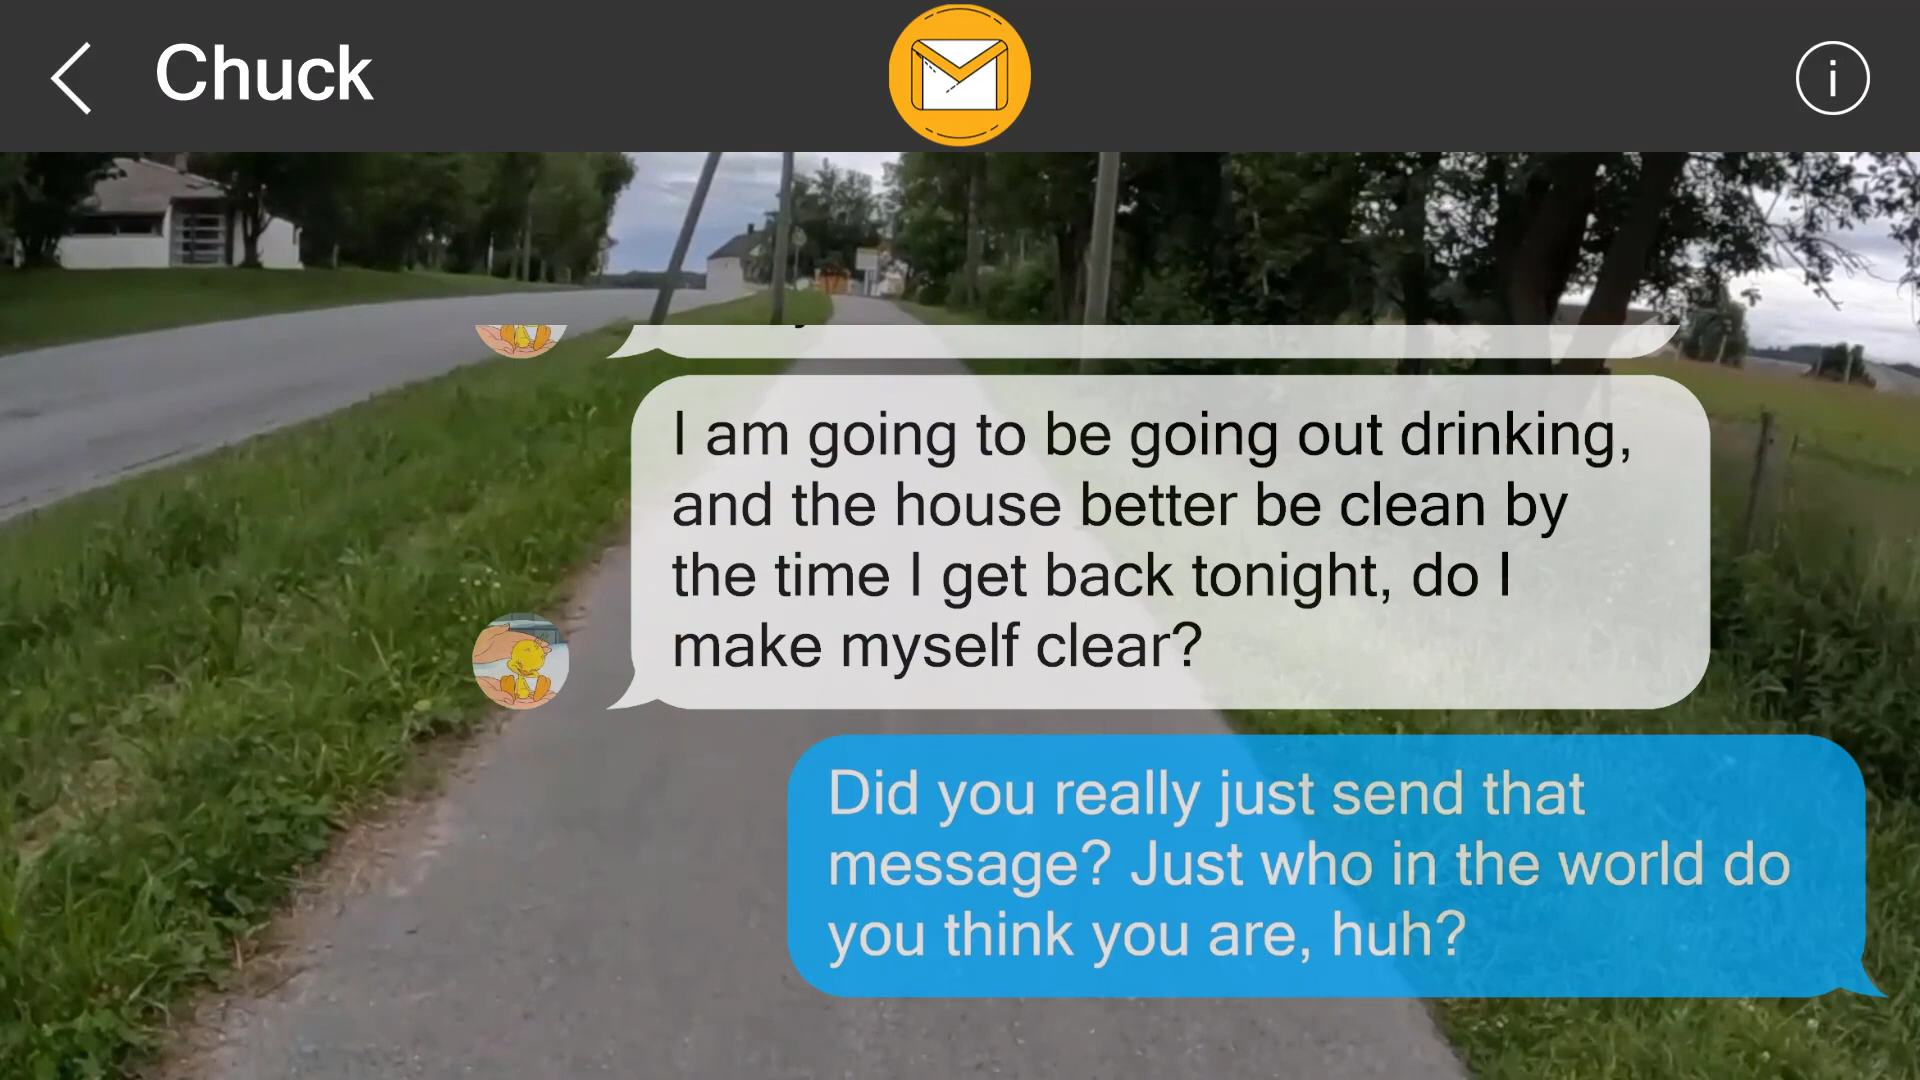 Chuck
i
I am going to be going out drinking,
and the house better be clean by
the time I get back tonight, do I
make myself clear?
Did you really just send that
message? Just who in the world do
you think you are, huh?